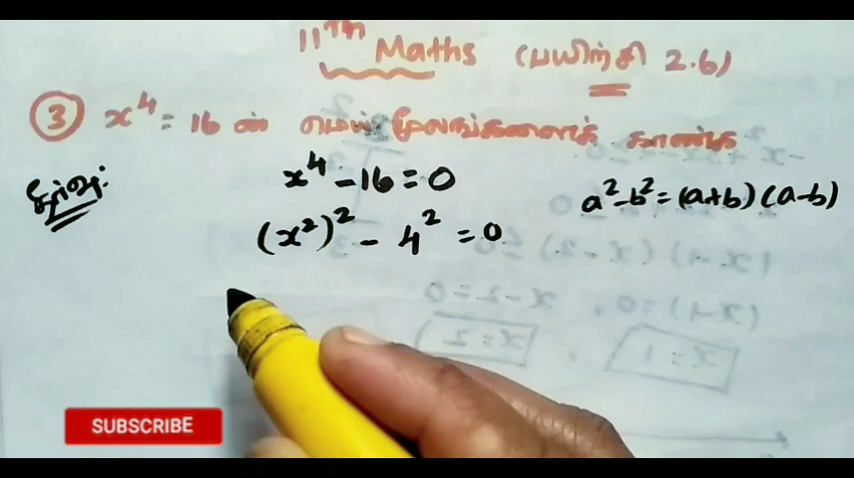 11th Maths (பயிற்சி 2.6)
③ x⁴ = 16 ன் மெய் மூலங்களைக் காண்க
தீர்வு:
x⁴ - 16 = 0
a² - b² = (a+b) (a-b)
(x²)² - 4² = 0
SUBSCRIBE